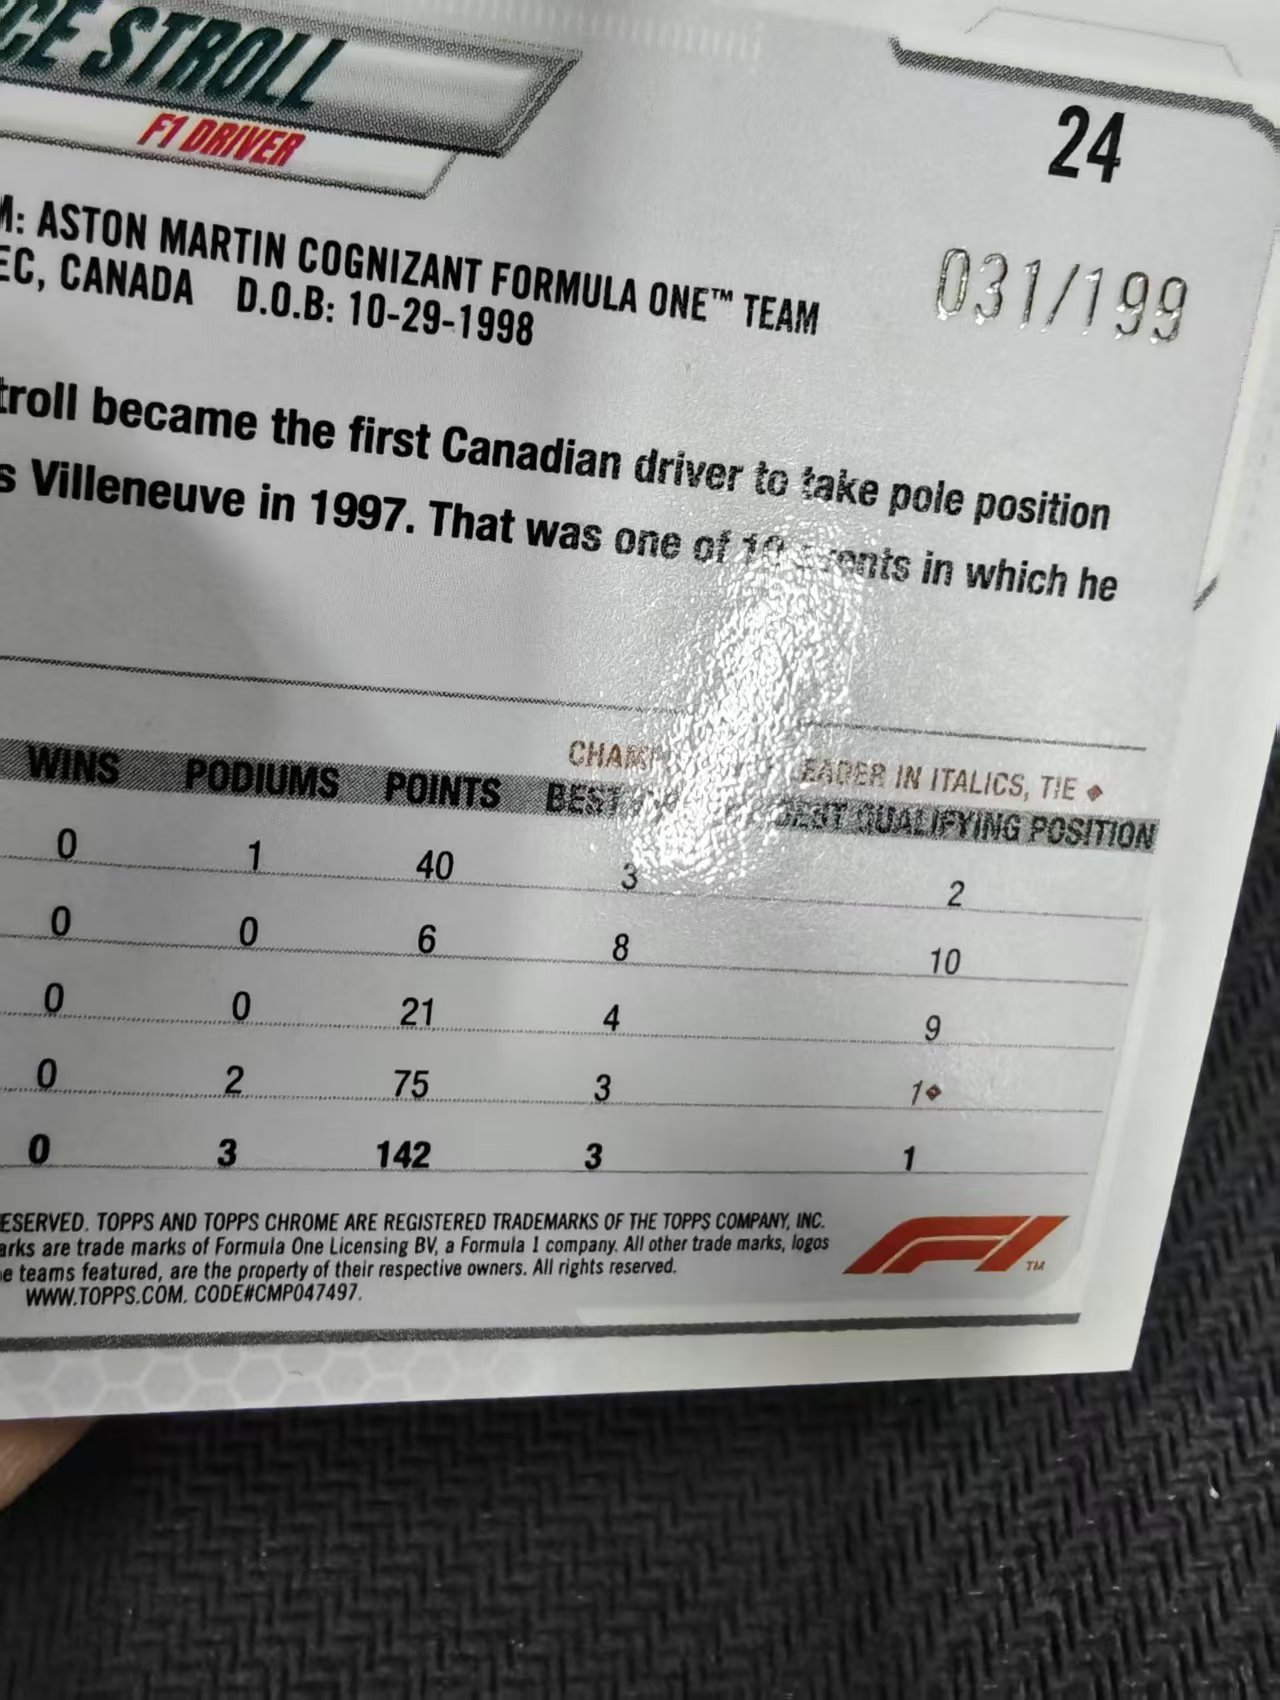 CE STROLL
F1 DRIVER
24
031/199
M: ASTON MARTIN COGNIZANT FORMULA ONE™ TEAM
EC, CANADA D.O.B: 10-29-1998
troll became the first Canadian driver to take pole position
s Villeneuve in 1997. That was one of events in which he
CHAMP EADER IN ITALICS, TIE ◆
WINS PODIUMS POINTS BEST BEST QUALIFYING POSITION
0 1 40 3 2
0 0 6 8 10
0 0 21 4 9
0 2 75 3 1◆
0 3 142 3 1
ESERVED. TOPPS AND TOPPS CHROME ARE REGISTERED TRADEMARKS OF THE TOPPS COMPANY, INC.
arks are trade marks of Formula One Licensing BV, a Formula 1 company. All other trade marks, logos
e teams featured, are the property of their respective owners. All rights reserved.
WWW.TOPPS.COM. CODE#CMP047497.
F1™